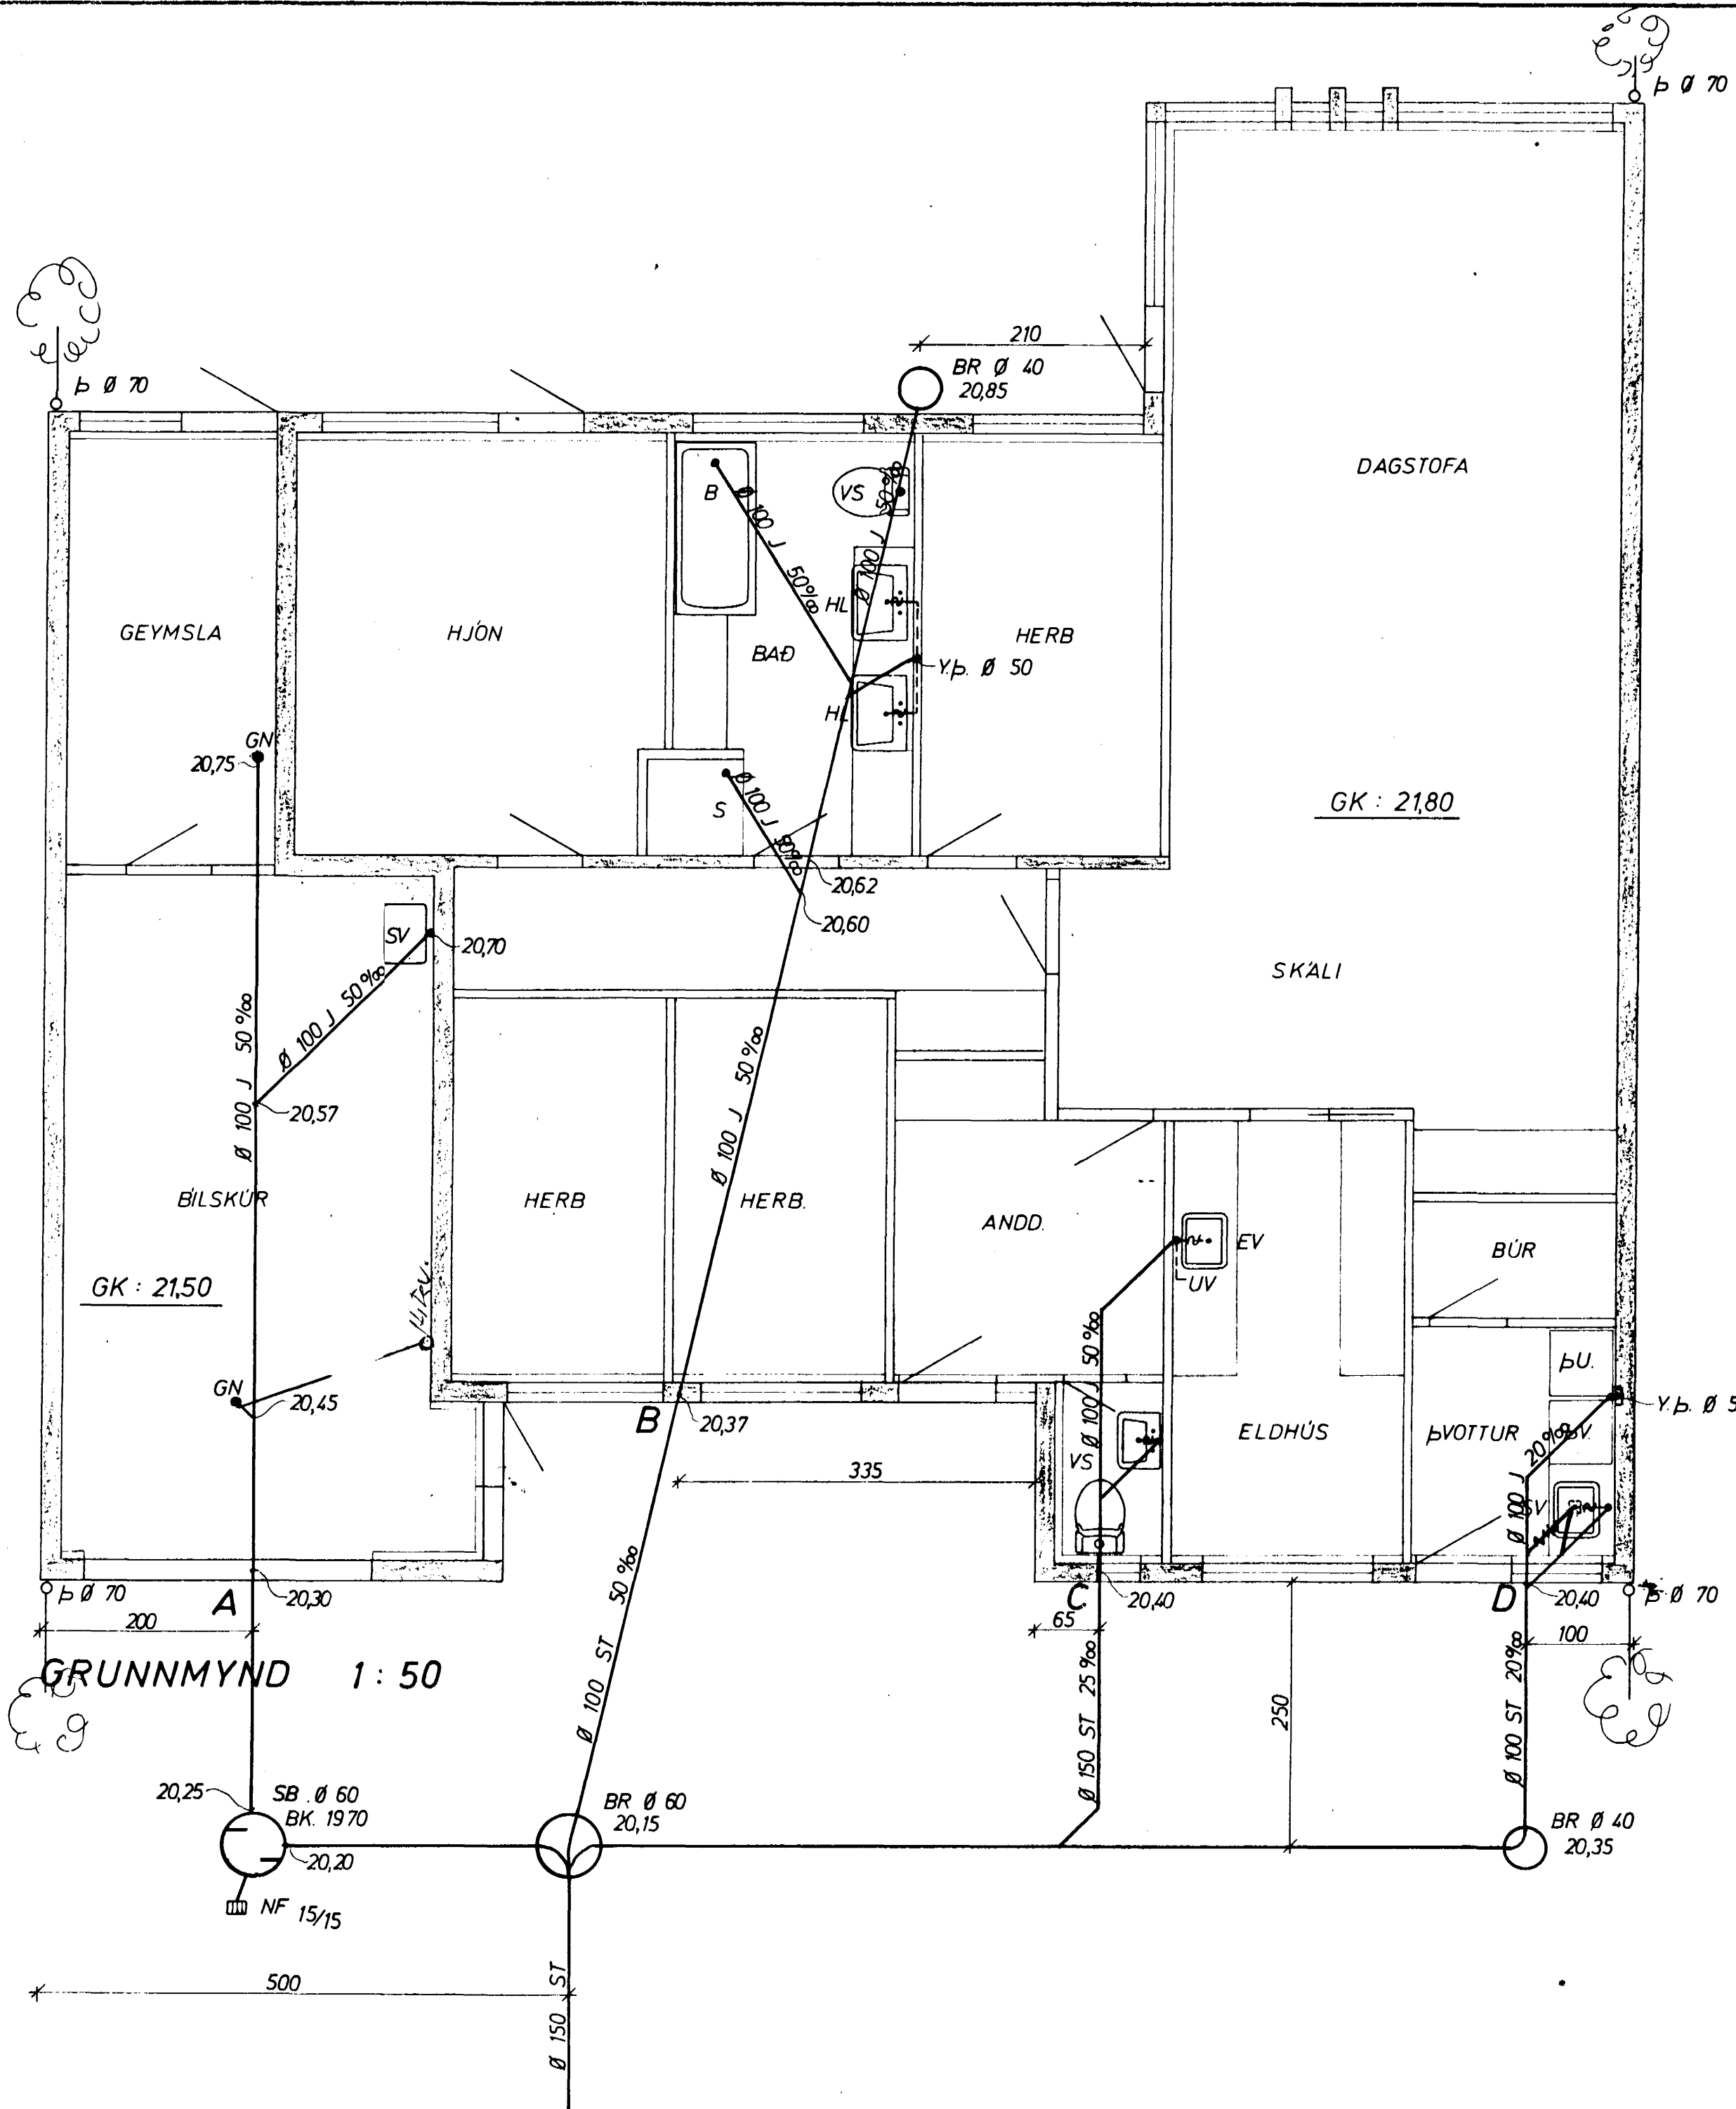 Þ Ø 70
Þ Ø 70
210
BR Ø 40
20,85
DAGSTOFA
B
VS
Ø 100 J 50‰
Ø 100 J 50‰
HL
GEYMSLA
HJÓN
BAÐ
HERB
Y.Þ. Ø 50
HL
GN
20,75
S
Ø 100 J 50‰
GK : 21,80
20,62
20,60
SV
20,70
SKÁLI
Ø 100 J 50‰
Ø 100 J 50‰
Ø 100 J 50‰
20,57
BÍLSKÚR
HERB
HERB.
ANDD.
EV
UV
BÚR
GK : 21,50
GN
20,45
B
20,37
335
Ø 100 J 50‰
VS
ELDHÚS
ÞVOTTUR
ÞU.
ÞV.
Y.Þ. Ø 5
20‰
Ø 100 J
SV
Þ Ø 70
A
20,30
200
C
20,40
65
D
20,40
Þ Ø 70
100
GRUNNMYND 1 : 50
Ø 100 ST 50‰
Ø 150 ST 25‰
250
Ø 100 ST 20‰
20,25
SB . Ø 60
BK. 1970
20,20
NF 15/15
BR Ø 60
20,15
BR Ø 40
20,35
500
Ø 150 ST